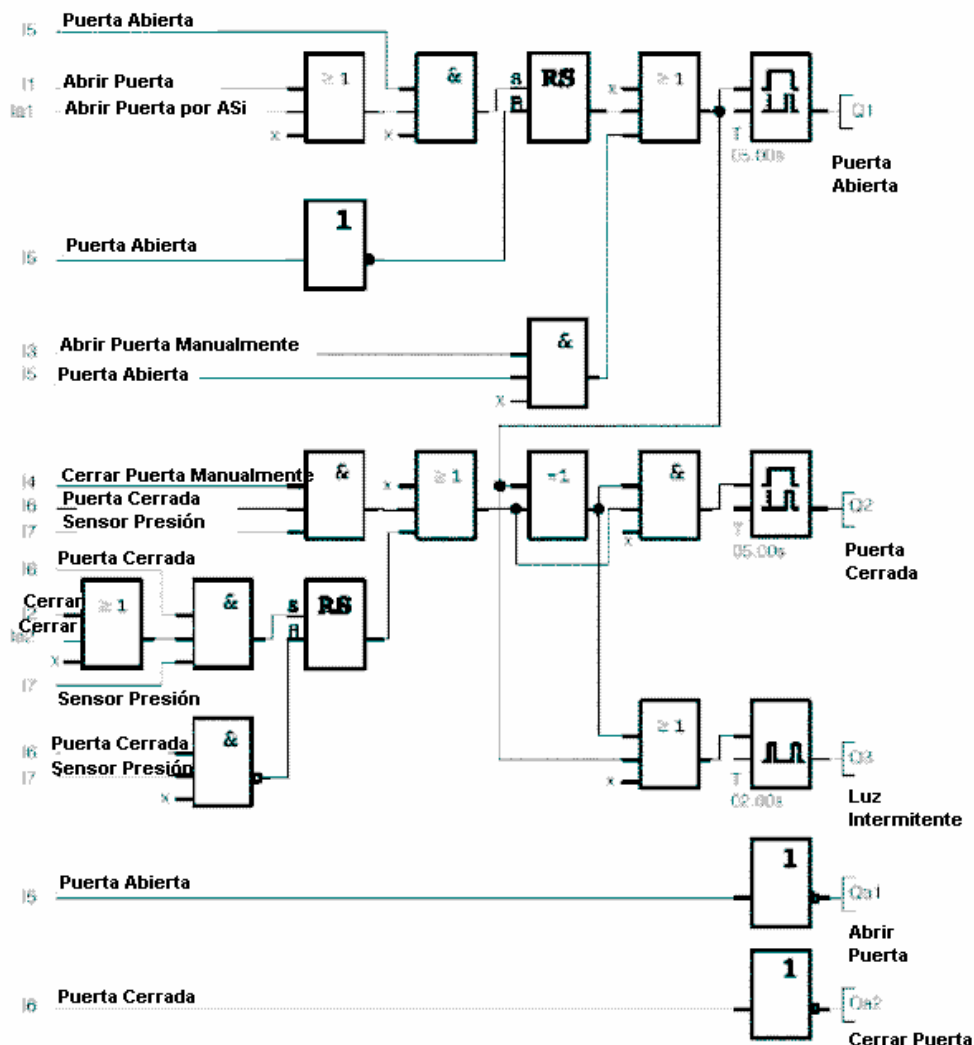 I5 Puerta Abierta
I1 Abrir Puerta
Ia1 Abrir Puerta por ASi
x
≥1
&
x
S
R
RS
x
≥1
T
05.00s
Q1
Puerta
Abierta
I5 Puerta Abierta
1
I3 Abrir Puerta Manualmente
I5 Puerta Abierta
x
&
I4 Cerrar Puerta Manualmente
I6 Puerta Cerrada
I7 Sensor Presión
&
x
≥1
=1
&
x
T
05.00s
Q2
Puerta
Cerrada
I6 Puerta Cerrada
I2 Cerrar
Ia2 Cerrar
x
≥1
&
S
R
RS
I7 Sensor Presión
I6 Puerta Cerrada
I7 Sensor Presión
x
&
≥1
x
T
02.00s
Q3
Luz
Intermitente
I5 Puerta Abierta
1
Qa1
Abrir
Puerta
I6 Puerta Cerrada
1
Qa2
Cerrar Puerta